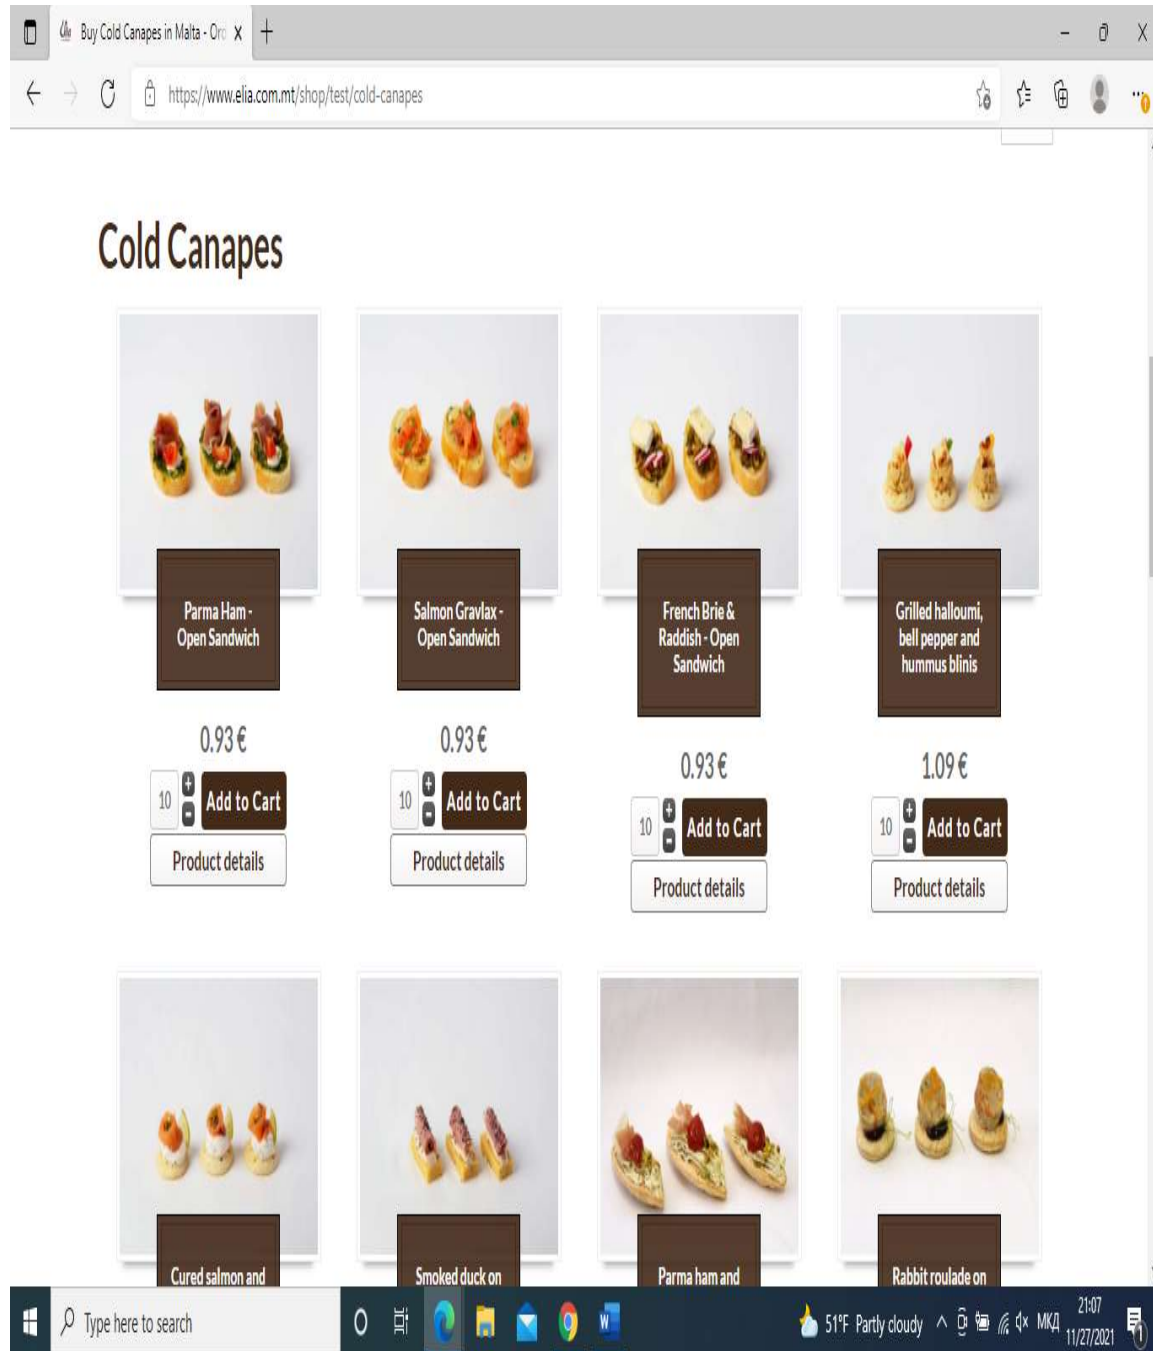 Buy Cold Canapes in Malta - Orc
https://www.elia.com.mt/shop/test/cold-canapes
Cold Canapes
Parma Ham -
Open Sandwich
0.93 €
10
Add to Cart
Product details
Salmon Gravlax -
Open Sandwich
0.93 €
10
Add to Cart
Product details
French Brie &
Raddish - Open
Sandwich
0.93 €
10
Add to Cart
Product details
Grilled halloumi,
bell pepper and
hummus blinis
1.09 €
10
Add to Cart
Product details
Cured salmon and
Smoked duck on
Parma ham and
Rabbit roulade on
Type here to search
51°F Partly cloudy
МКД
21:07
11/27/2021
1